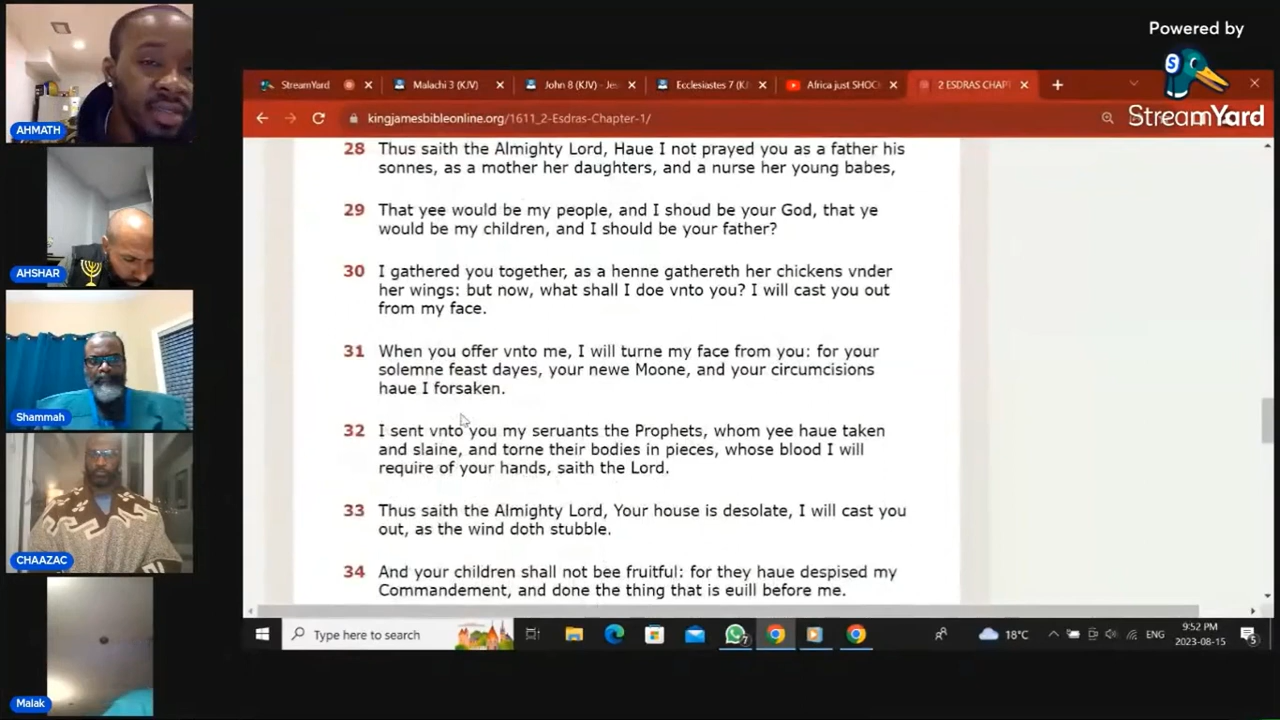 Powered by
StreamYard
AHMATH
AHSHAR
Shammah
CHAAZAC
Malak
StreamYard
Malachi 3 (KJV)
John 8 (KJV) - Jes
Ecclesiastes 7 (KJ
Africa just SHOC
2 ESDRAS CHAPT
kingjamesbibleonline.org/1611_2-Esdras-Chapter-1/
28 Thus saith the Almighty Lord, Haue I not prayed you as a father his
sonnes, as a mother her daughters, and a nurse her young babes,
29 That yee would be my people, and I shoud be your God, that ye
would be my children, and I should be your father?
30 I gathered you together, as a henne gathereth her chickens vnder
her wings: but now, what shall I doe vnto you? I will cast you out
from my face.
31 When you offer vnto me, I will turne my face from you: for your
solemne feast dayes, your newe Moone, and your circumcisions
haue I forsaken.
32 I sent vnto you my seruants the Prophets, whom yee haue taken
and slaine, and torne their bodies in pieces, whose blood I will
require of your hands, saith the Lord.
33 Thus saith the Almighty Lord, Your house is desolate, I will cast you
out, as the wind doth stubble.
34 And your children shall not bee fruitful: for they haue despised my
Commandement, and done the thing that is euill before me.
Type here to search
7
18°C
ENG
9:52 PM
2023-08-15
5